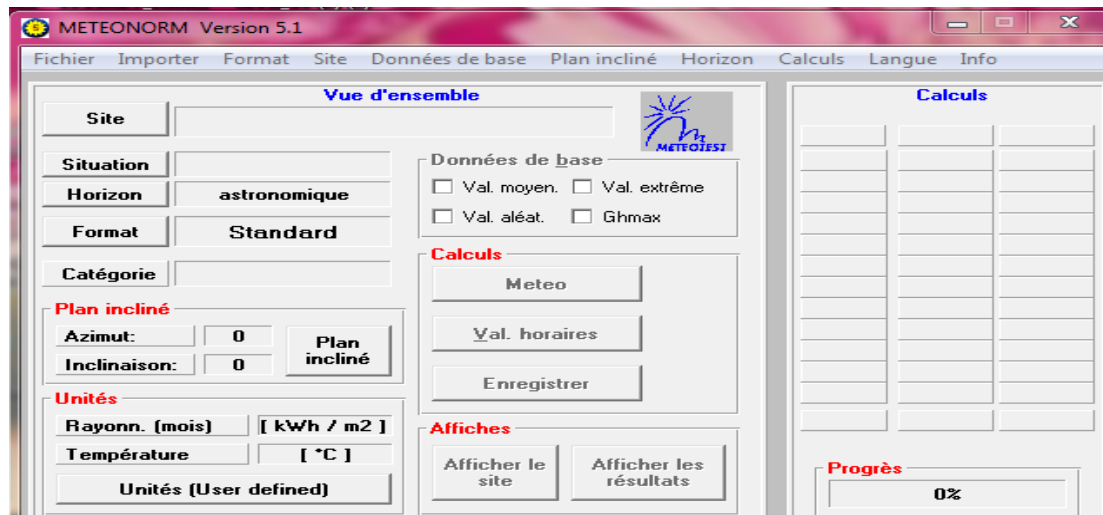 METEONORM Version 5.1
Fichier Importer Format Site Données de base Plan incliné Horizon Calculs Langue Info
Vue d'ensemble
Site
METEOTEST
Situation
Horizon astronomique
Format Standard
Catégorie
Plan incliné
Azimut: 0
Inclinaison: 0
Plan incliné
Unités
Rayonn. (mois) [ kWh / m2 ]
Température [ °C ]
Unités (User defined)
Données de base
Val. moyen. Val. extrême
Val. aléat. Ghmax
Calculs
Meteo
Val. horaires
Enregistrer
Affiches
Afficher le site
Afficher les résultats
Calculs
Progrès
0%